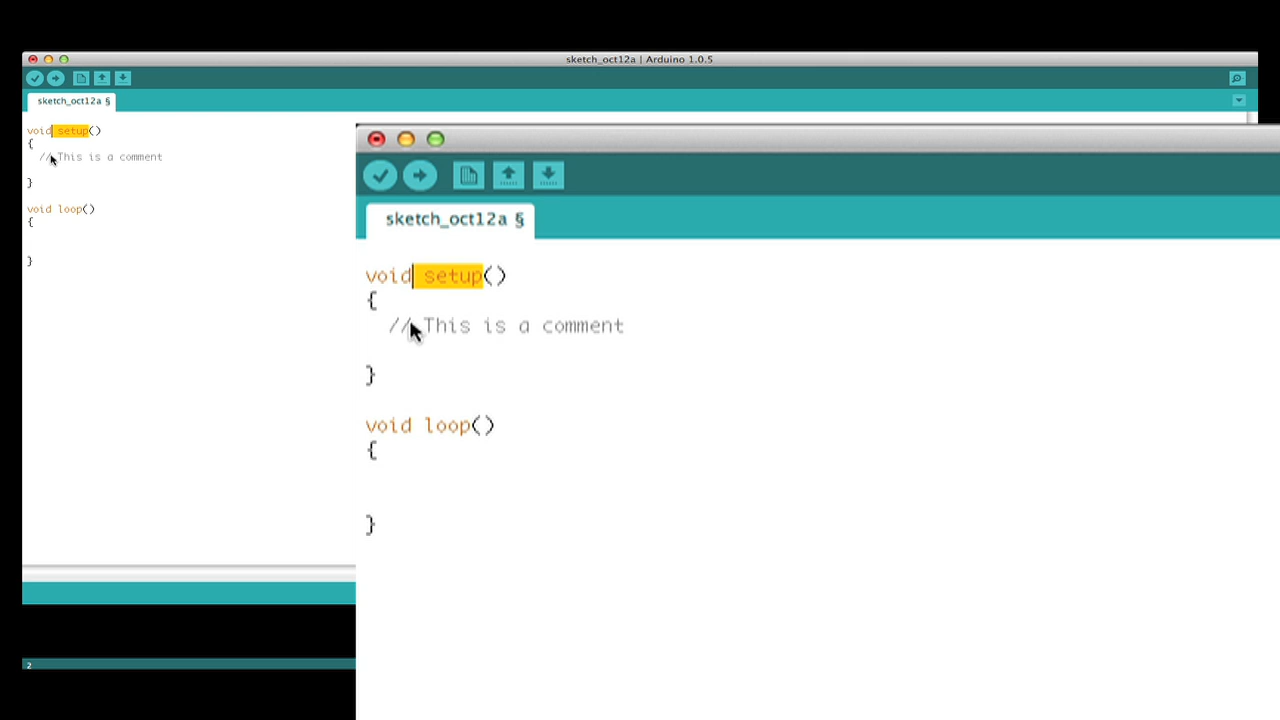 sketch_oct12a | Arduino 1.0.5
sketch_oct12a §
void setup()
{
// This is a comment
}
void loop()
{
}
2
sketch_oct12a §
void setup()
{
// This is a comment
}
void loop()
{
}